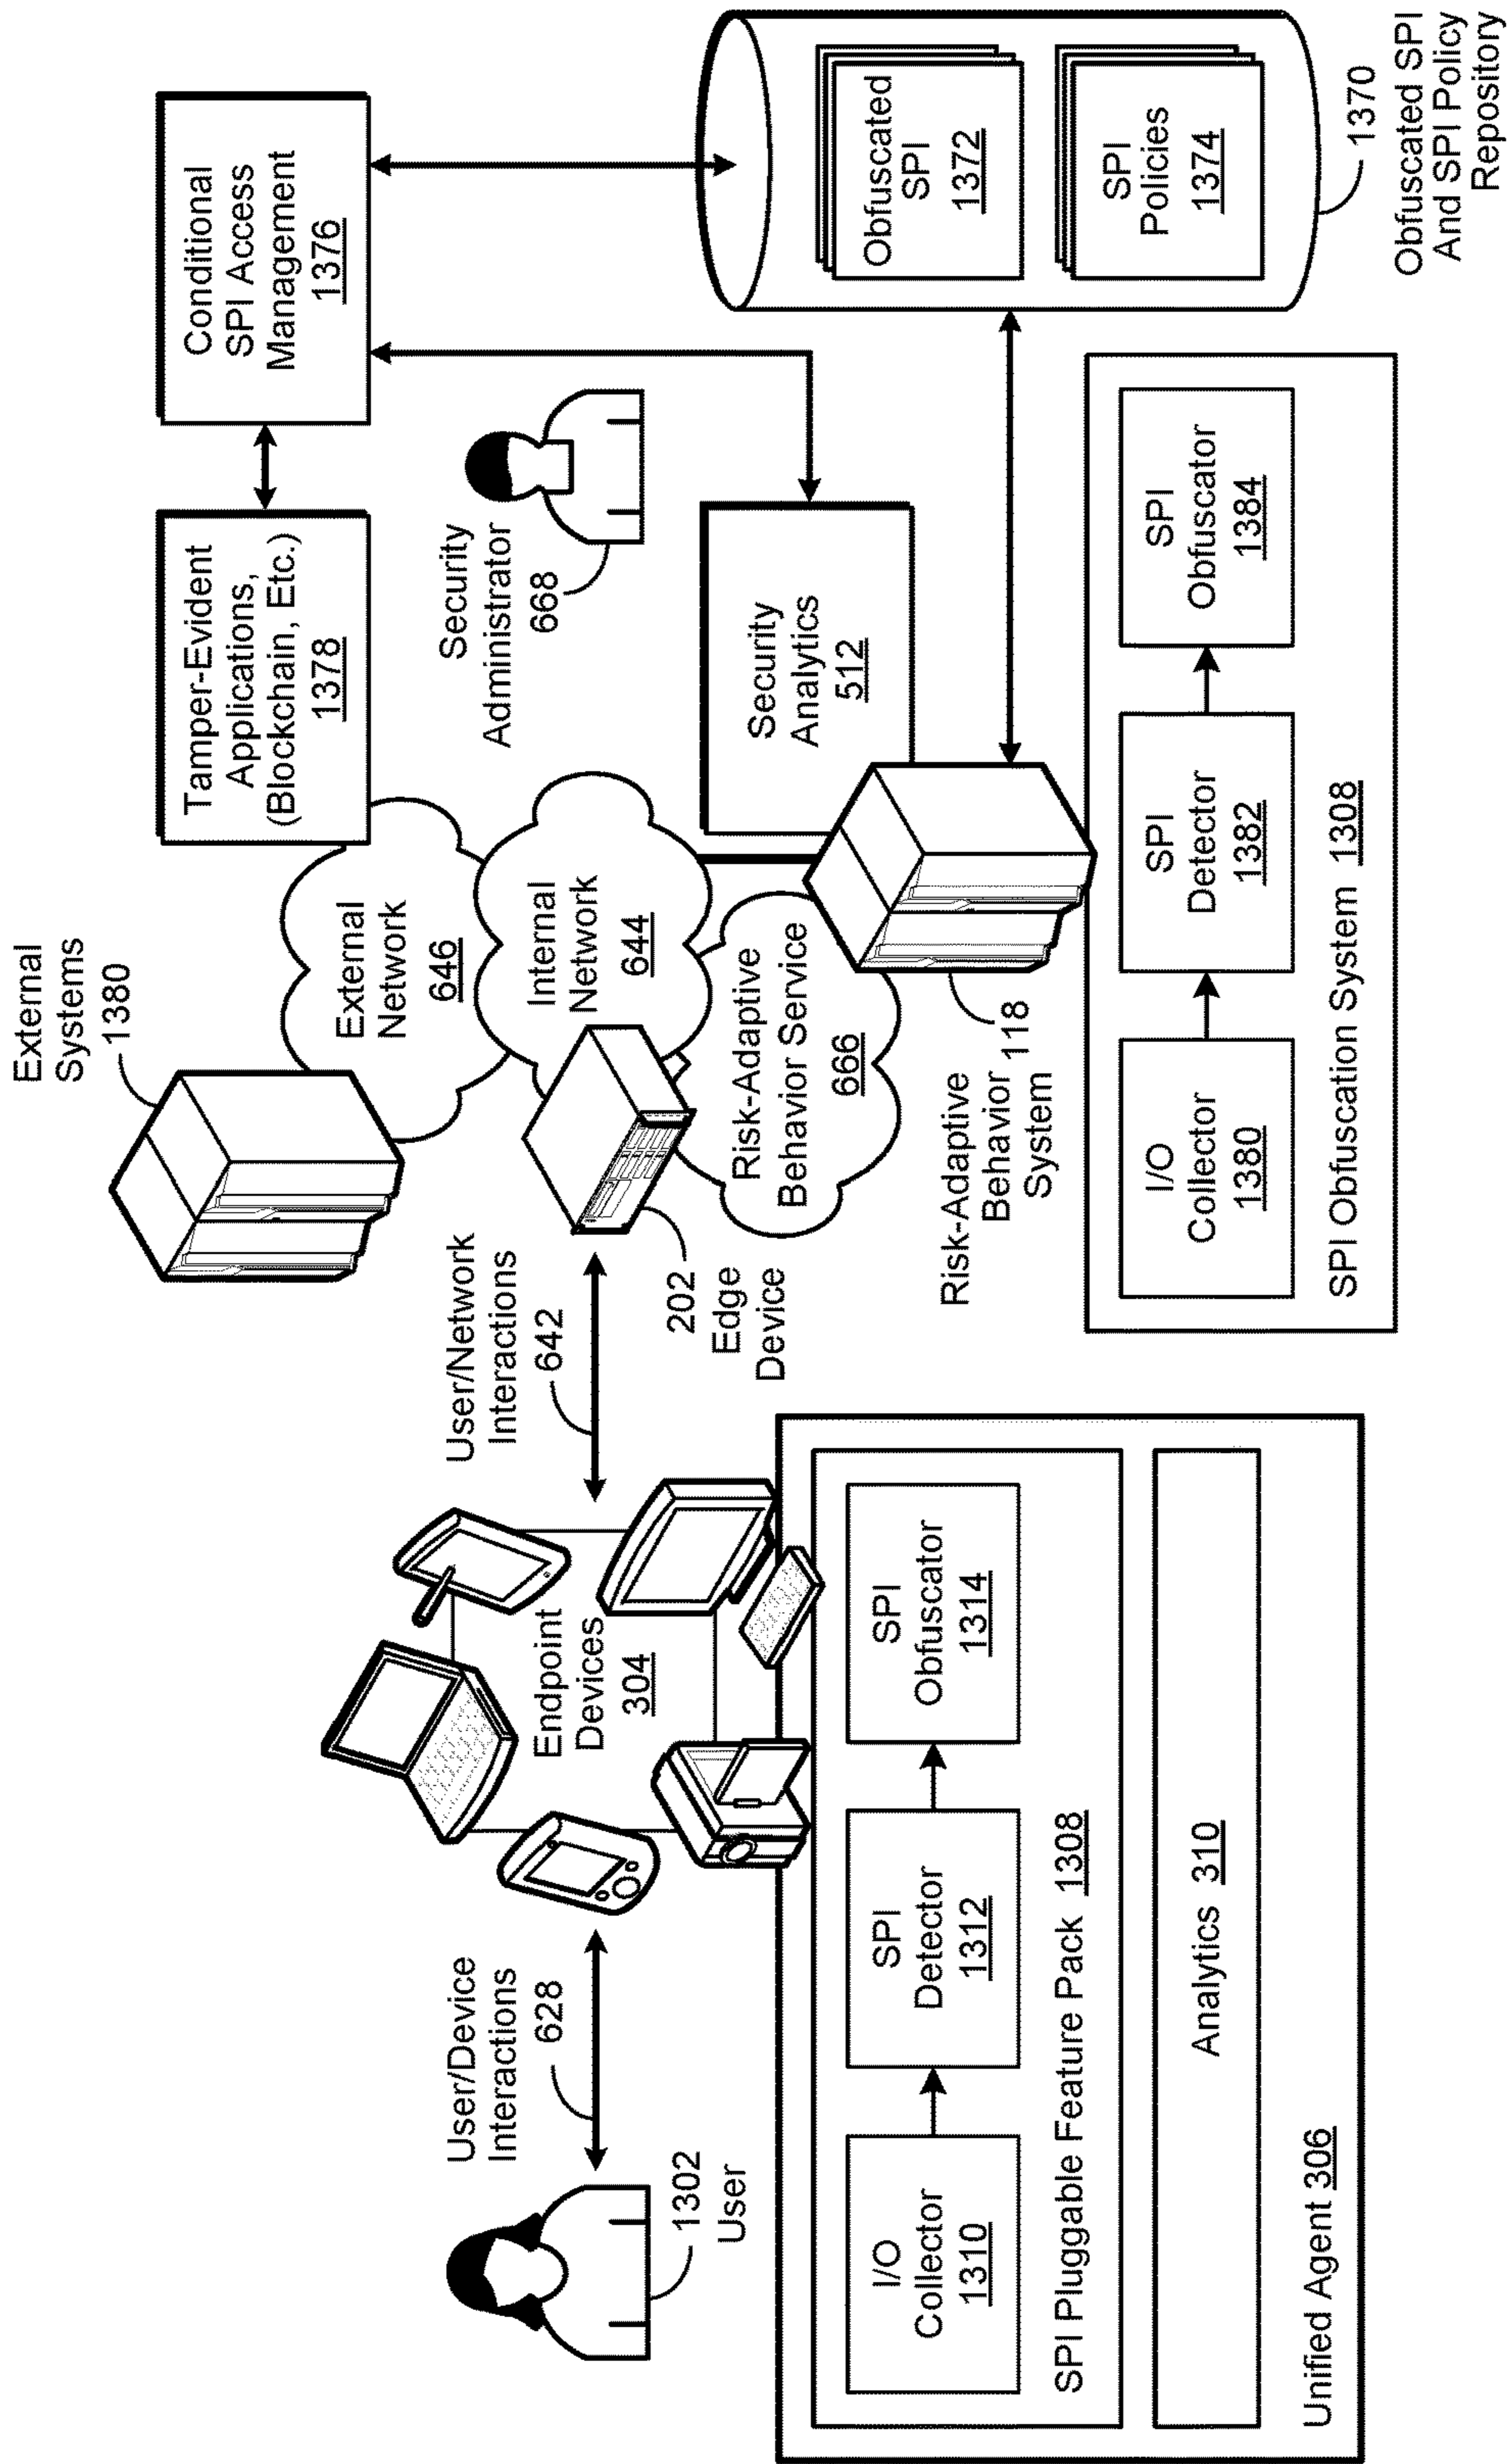 External
Systems
1380
External
Network
646
Tamper-Evident
Applications,
(Blockchain, Etc.)
1378
Conditional
SPI Access
Management
1376
User/Device
Interactions
628
1302
User
Endpoint
Devices
304
User/Network
Interactions
642
202
Edge
Device
Internal
Network
644
Risk-Adaptive
Behavior Service
666
Security
Administrator
668
Security
Analytics
512
Risk-Adaptive
Behavior 118
System
Obfuscated
SPI
1372
SPI
Policies
1374
1370
Obfuscated SPI
And SPI Policy
Repository
I/O
Collector
1310
SPI
Detector
1312
SPI
Obfuscator
1314
SPI Pluggable Feature Pack 1308
Analytics 310
Unified Agent 306
I/O
Collector
1380
SPI
Detector
1382
SPI
Obfuscator
1384
SPI Obfuscation System 1308